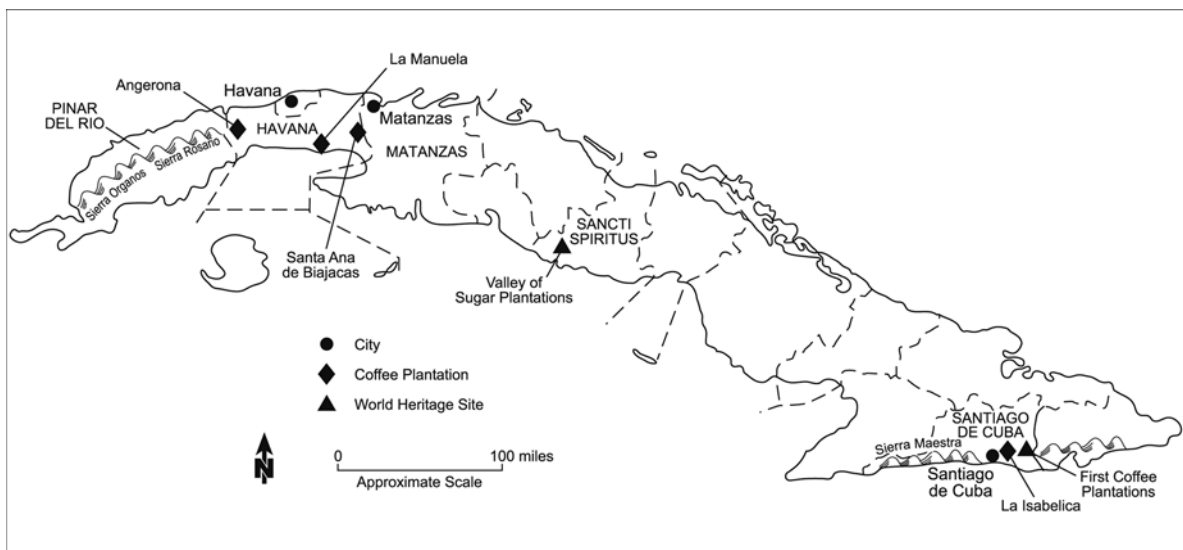 La Manuela
Angerona
Havana
PINAR
DEL RIO
HAVANA
Matanzas
MATANZAS
Sierra Rosario
Sierra Organos
Santa Ana
de Biajacas
SANCTI
SPIRITUS
Valley of
Sugar Plantations
City
Coffee Plantation
World Heritage Site
N
0
100 miles
Approximate Scale
SANTIAGO
DE CUBA
Sierra Maestra
Santiago
de Cuba
First Coffee
Plantations
La Isabelica